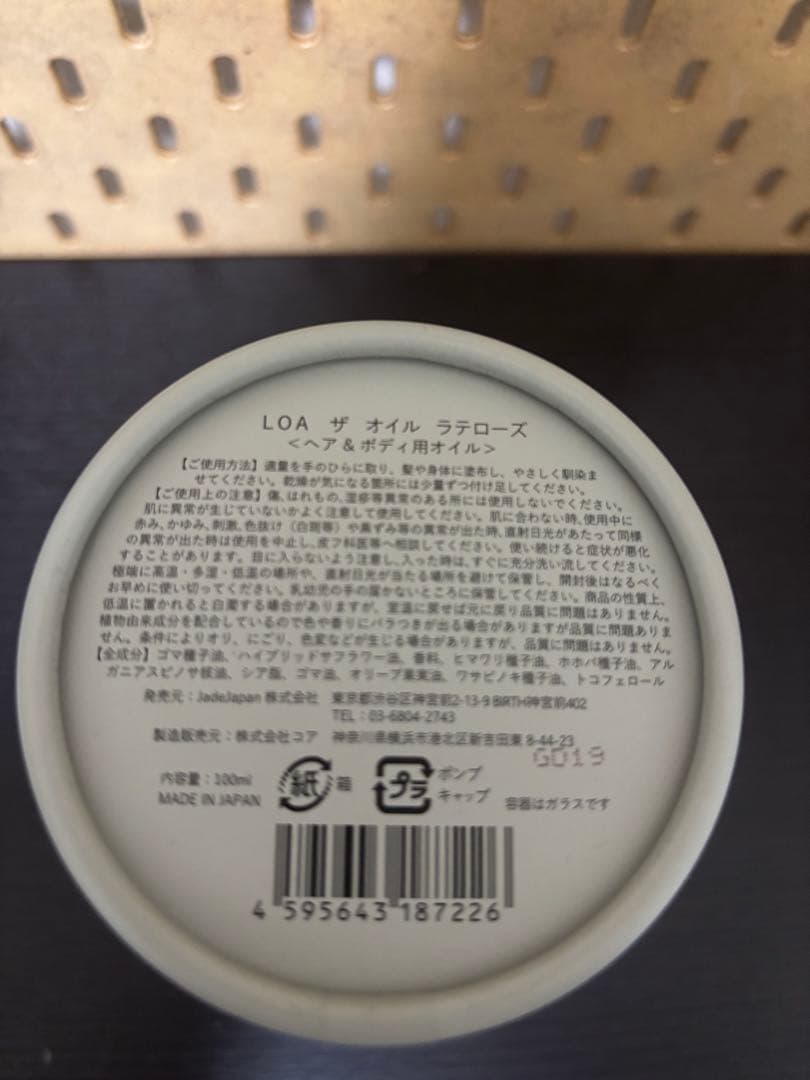 LOA ザ オイル ラテローズ
<ヘア&ボディ用オイル>
【ご使用方法】適量を手のひらに取り、髪や身体に塗布し、やさしく馴染ま
せてください。乾燥が気になる箇所には少量ずつ付け足してください。
【ご使用上の注意】傷、はれもの、湿疹等異常のある所には使用しないでください。
肌に異常が生じていないかよく注意して使用してください。肌に合わない時、使用中に
赤み、かゆみ、刺激、色抜け(白斑等)や黒ずみ等の異常が出た時、直射日光があたって同様
の異常が出た時は使用を中止し、皮フ科医等へ相談してください。使い続けると症状が悪化
することがあります。目に入らないよう注意し、入った時は、すぐに充分洗い流してください。
極端に高温・多湿・低温の場所や、直射日光が当たる場所を避けて保管し、開封後はなるべく
お早めに使い切ってください。乳幼児の手の届かないところに保管してください。商品の性質上、
低温に置かれると白濁する場合がありますが、室温に戻せば元に戻り品質に問題はありません。
植物由来成分を配合しているので色や香りにバラつきが出る場合がありますが品質に問題ありま
せん。条件によりオリ、にごり、色変などが生じる場合がありますが、品質に問題はありません。
【全成分】ゴマ種子油、ハイブリッドサフラワー油、香料、ヒマワリ種子油、ホホバ種子油、アル
ガニアスピノサ核油、シア脂、ゴマ油、オリーブ果実油、ワサビノキ種子油、トコフェロール
発売元:JadeJapan 株式会社 東京都渋谷区神宮前2-13-9 BIRTH神宮前402
TEL:03-6804-2743
製造販売元:株式会社コア 神奈川県横浜市港北区新吉田東 8-44-23
GD19
内容量:100ml 紙 箱 プラ ポンプ
MADE IN JAPAN キャップ 容器はガラスです
4 595643 187226